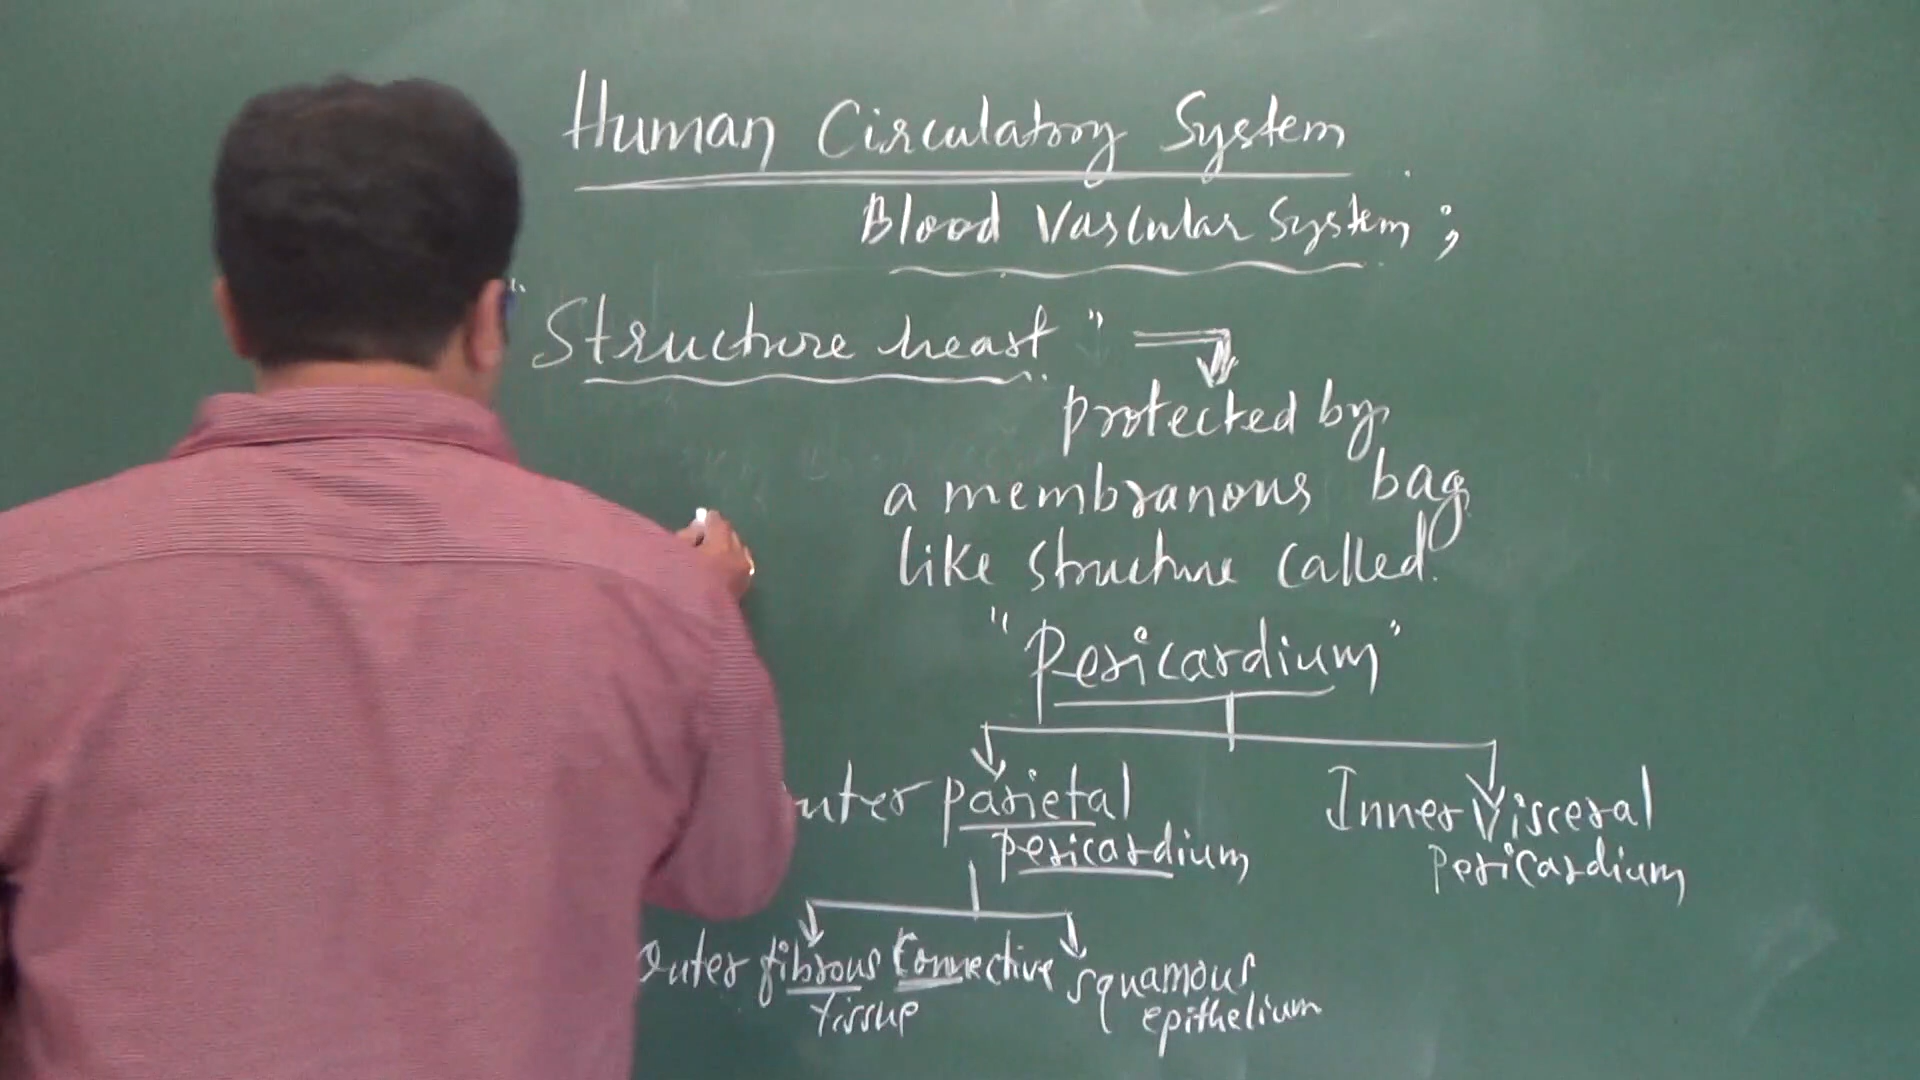 Human Circulatory System
Blood Vascular System ;
"Structure heart"
protected by
a membranous bag
like structure called.
"Pericardium"
uter parietal
pericardium
Inner Visceral
pericardium
Outer fibrous Connective
tissue
squamous
epithelium